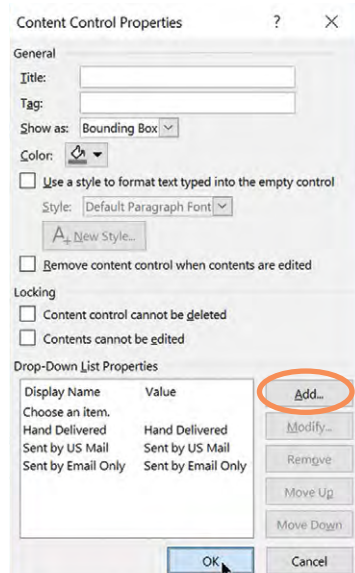 Content Control Properties ? ×
General
Title:
Tag:
Show as: Bounding Box
Color:
Use a style to format text typed into the empty control
Style: Default Paragraph Font
A+ New Style...
Remove content control when contents are edited
Locking
Content control cannot be deleted
Contents cannot be edited
Drop-Down List Properties
Display Name Value Add...
Choose an item.
Hand Delivered Hand Delivered Modify...
Sent by US Mail Sent by US Mail
Sent by Email Only Sent by Email Only Remove
Move Up
Move Down
OK Cancel